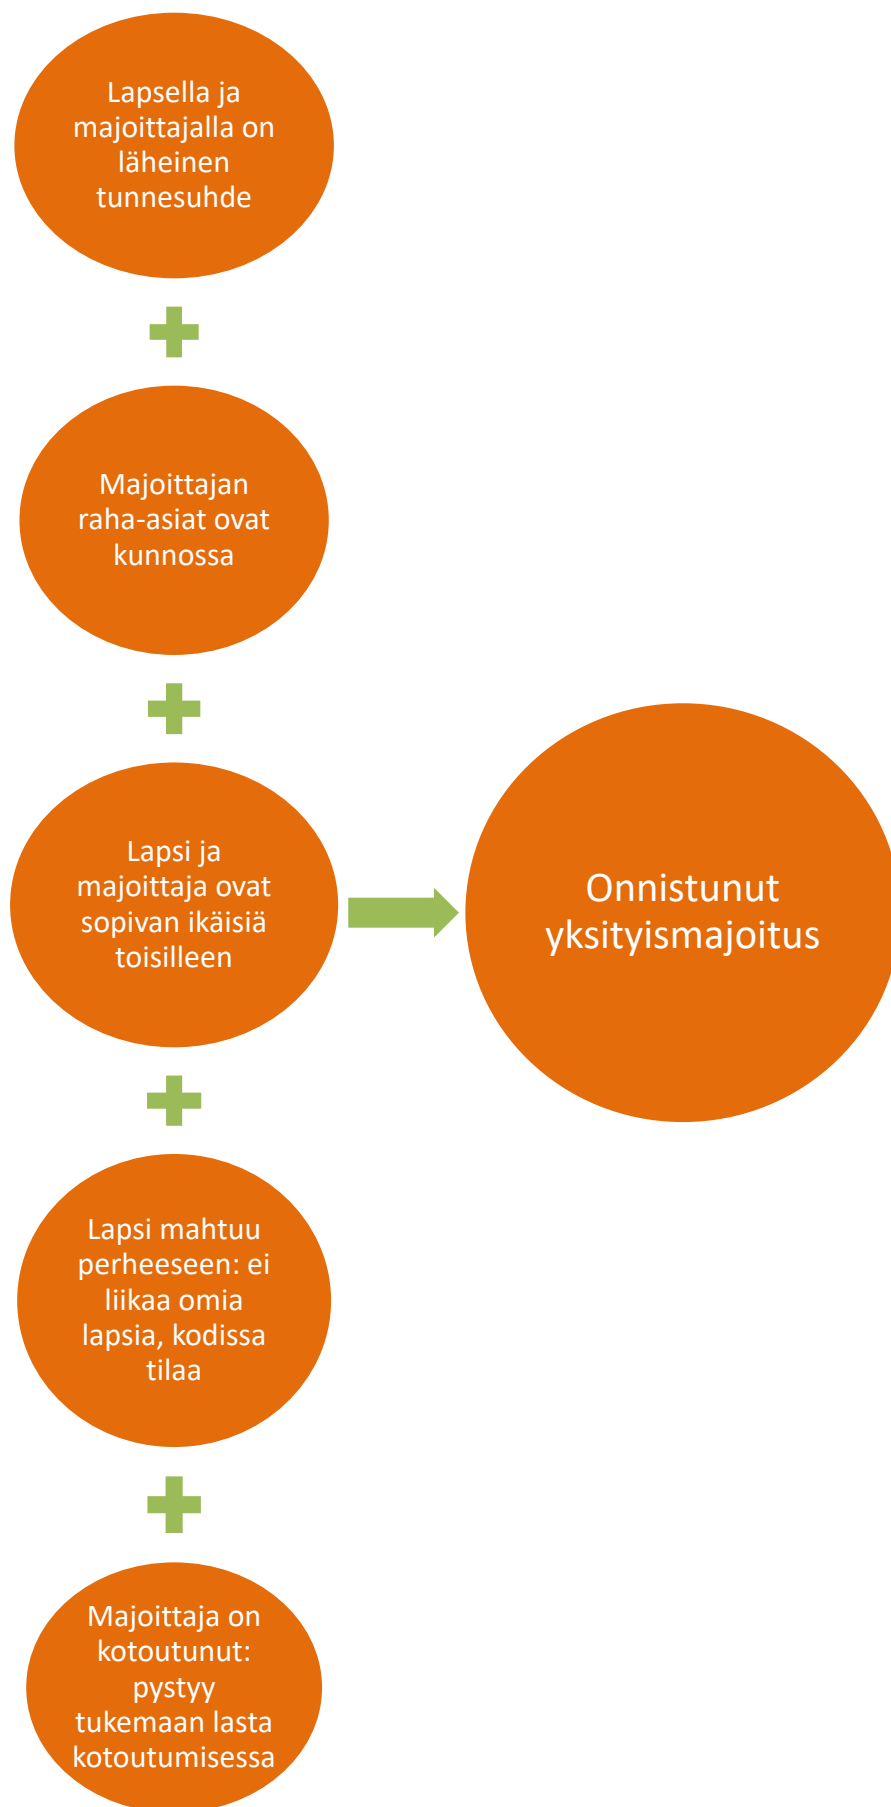 Lapsella ja
majoittajalla on
läheinen
tunnesuhde
Majoittajan
raha-asiat ovat
kunnossa
Lapsi ja
majoittaja ovat
sopivan ikäisiä
toisilleen
Onnistunut
yksityismajoitus
Lapsi mahtuu
perheeseen: ei
liikaa omia
lapsia, kodissa
tilaa
Majoittaja on
kotoutunut:
pystyy
tukemaan lasta
kotoutumisessa